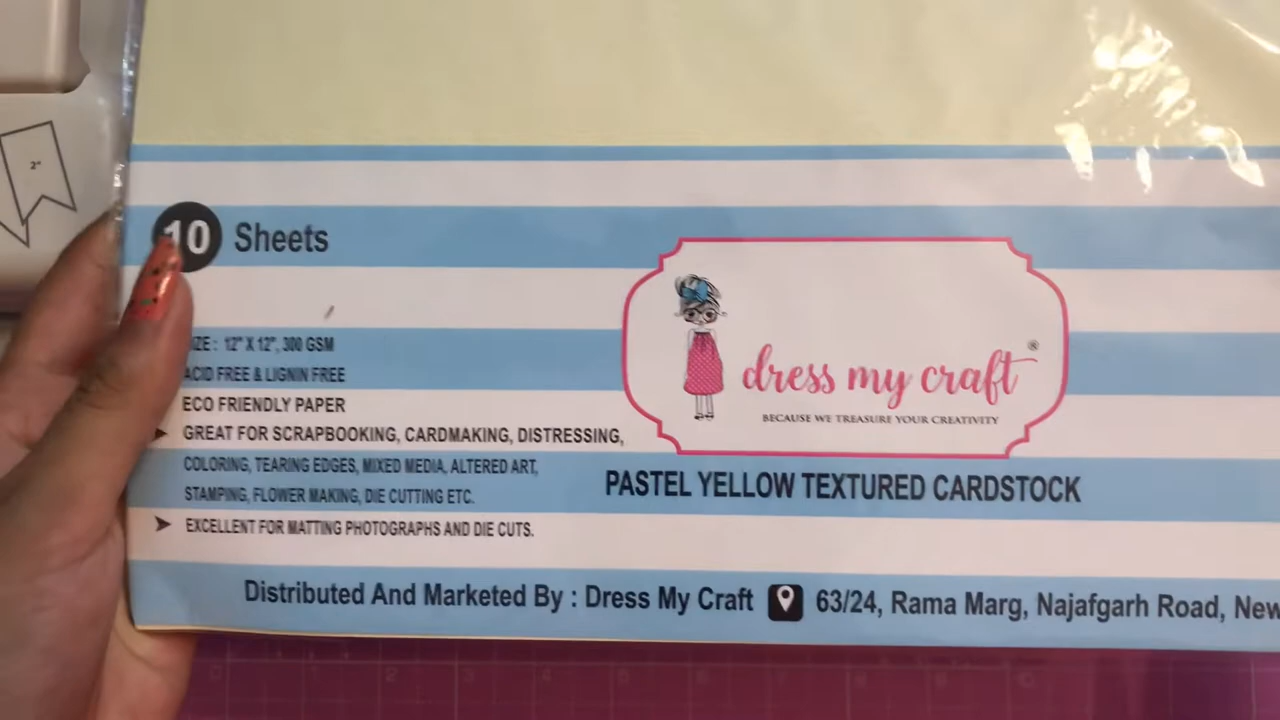 2"
10 Sheets
ZE : 12" X 12", 300 GSM
ACID FREE & LIGNIN FREE
ECO FRIENDLY PAPER
➤ GREAT FOR SCRAPBOOKING, CARDMAKING, DISTRESSING,
COLORING, TEARING EDGES, MIXED MEDIA, ALTERED ART,
STAMPING, FLOWER MAKING, DIE CUTTING ETC.
➤ EXCELLENT FOR MATTING PHOTOGRAPHS AND DIE CUTS.
dress my craft ®
BECAUSE WE TREASURE YOUR CREATIVITY
PASTEL YELLOW TEXTURED CARDSTOCK
Distributed And Marketed By : Dress My Craft 63/24, Rama Marg, Najafgarh Road, New